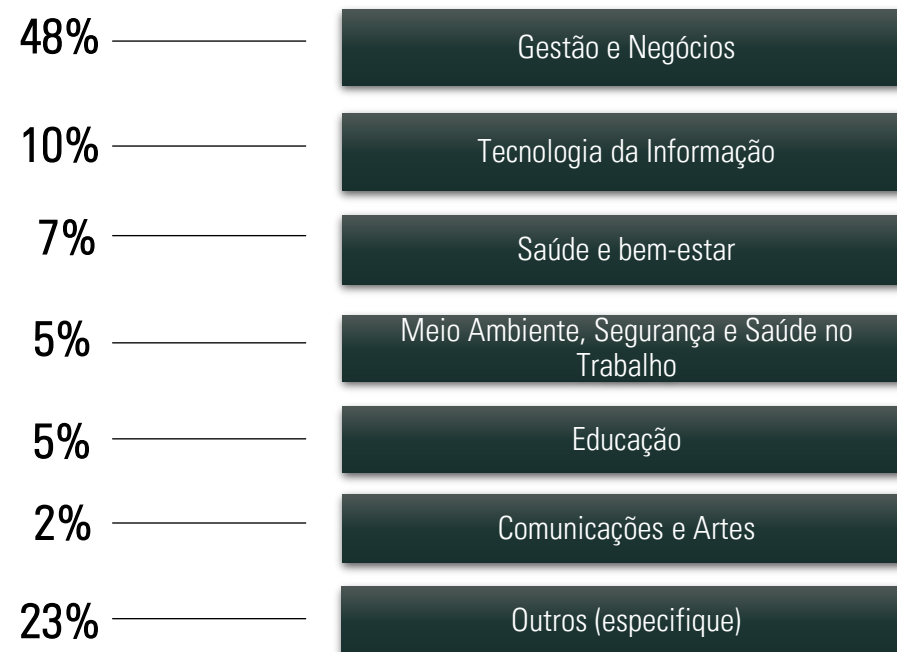 48% Gestão e Negócios
10% Tecnologia da Informação
7% Saúde e bem-estar
5% Meio Ambiente, Segurança e Saúde no
Trabalho
5% Educação
2% Comunicações e Artes
23% Outros (especifique)